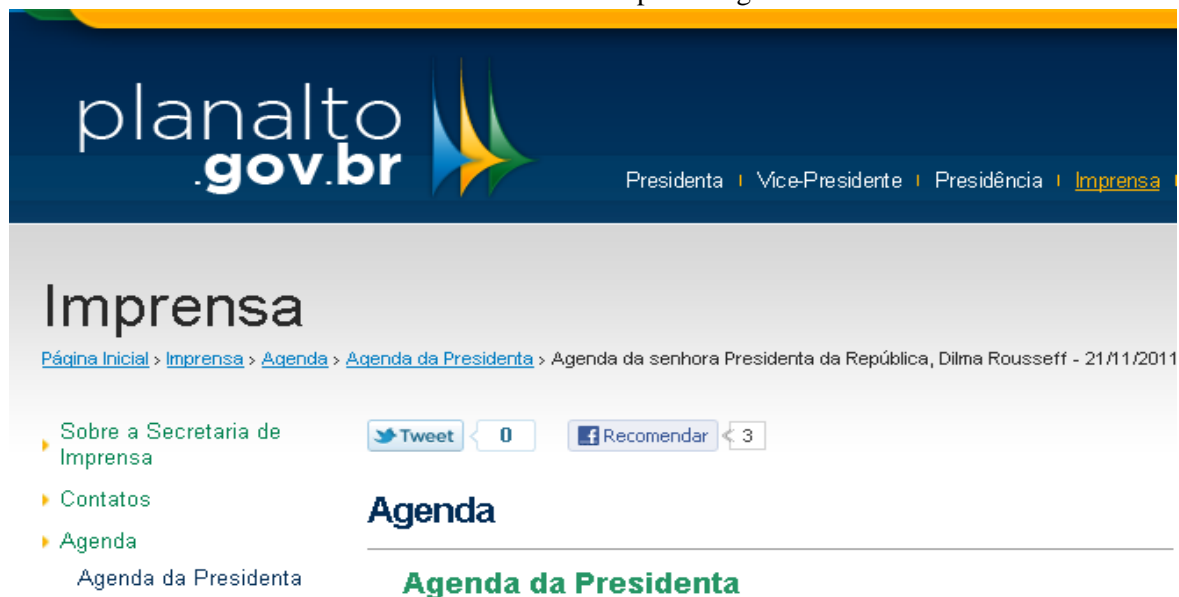 planalto
.gov.br
Presidenta Vice-Presidente Presidência Imprensa
Imprensa
Página Inicial > Imprensa > Agenda > Agenda da Presidenta > Agenda da senhora Presidenta da República, Dilma Rousseff - 21/11/2011
Sobre a Secretaria de
Imprensa
Tweet 0 Recomendar 3
Contatos
Agenda
Agenda
Agenda da Presidenta
Agenda da Presidenta